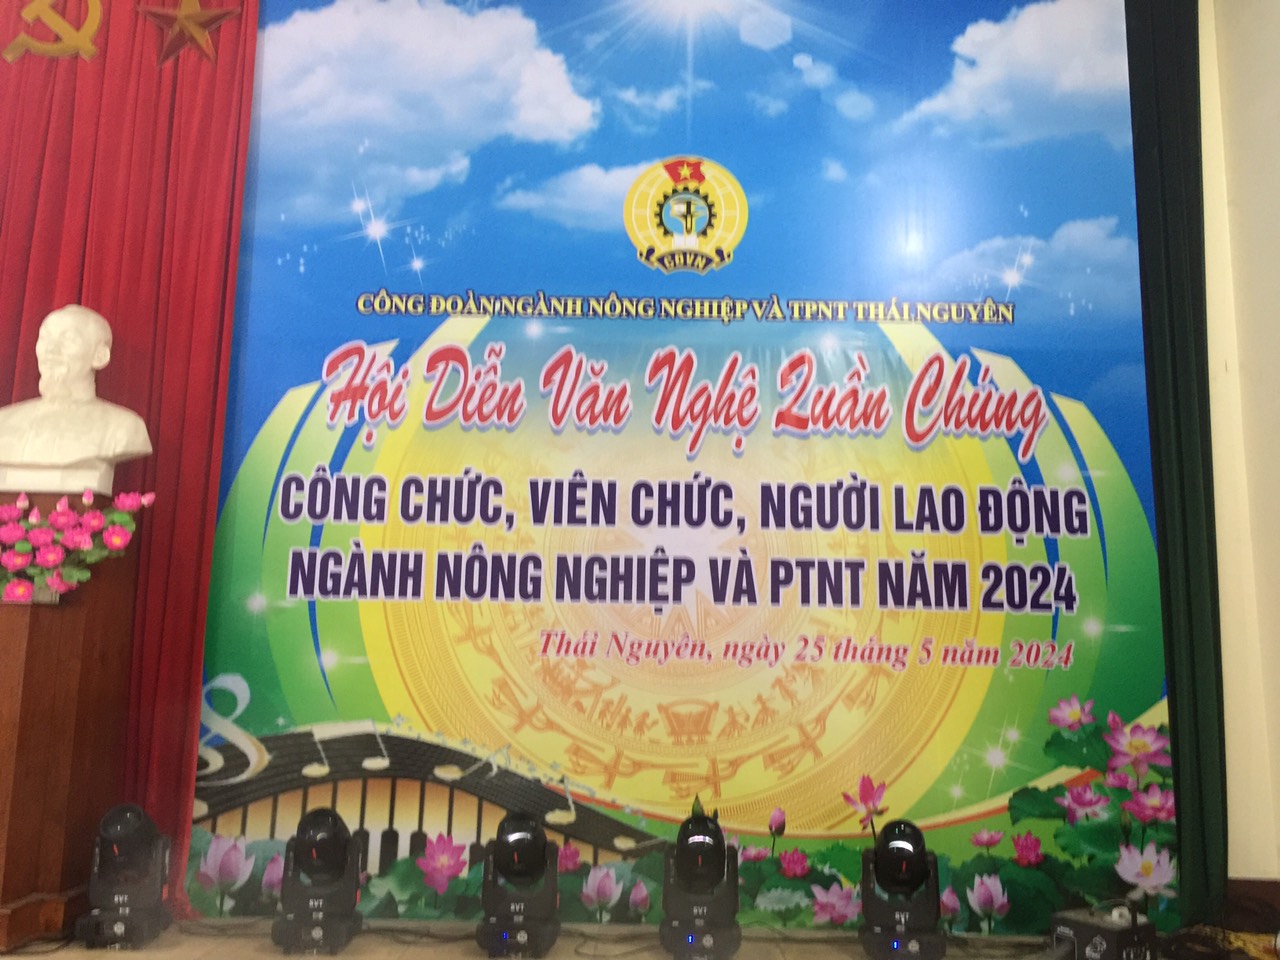 CĐVN
CÔNG ĐOÀN NGÀNH NÔNG NGHIỆP VÀ TPNT THÁI NGUYÊN
Hội Diễn Văn Nghệ Quần Chúng
CÔNG CHỨC, VIÊN CHỨC, NGƯỜI LAO ĐỘNG
NGÀNH NÔNG NGHIỆP VÀ PTNT NĂM 2024
Thái Nguyên, ngày 25 tháng 5 năm 2024